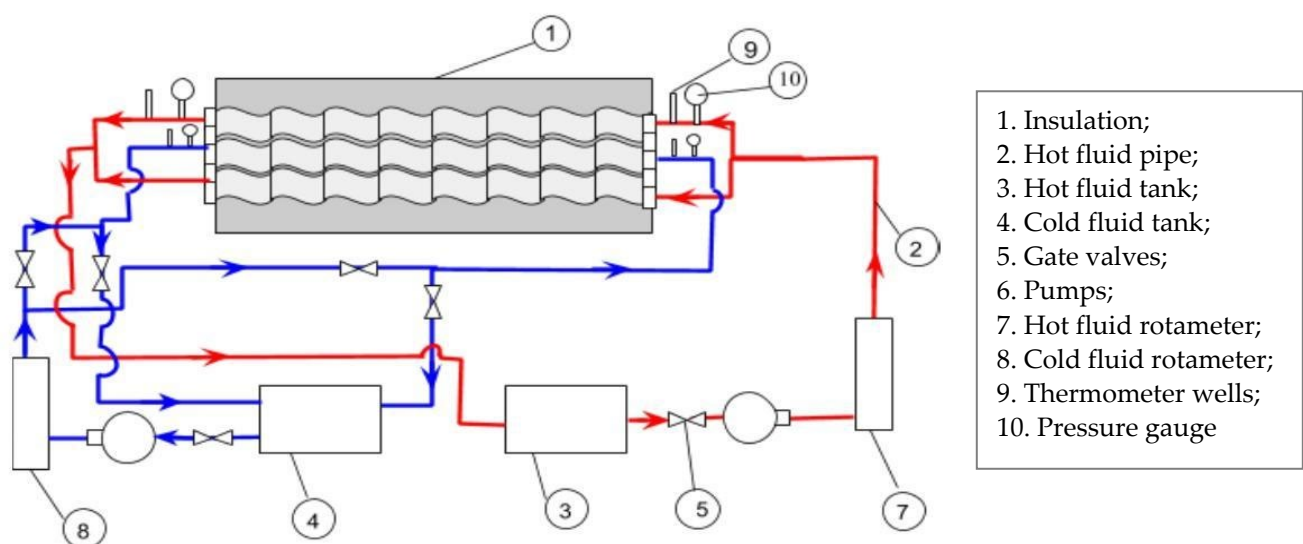 1
9
10
2
8
4
3
5
7
1. Insulation;
2. Hot fluid pipe;
3. Hot fluid tank;
4. Cold fluid tank;
5. Gate valves;
6. Pumps;
7. Hot fluid rotameter;
8. Cold fluid rotameter;
9. Thermometer wells;
10. Pressure gauge